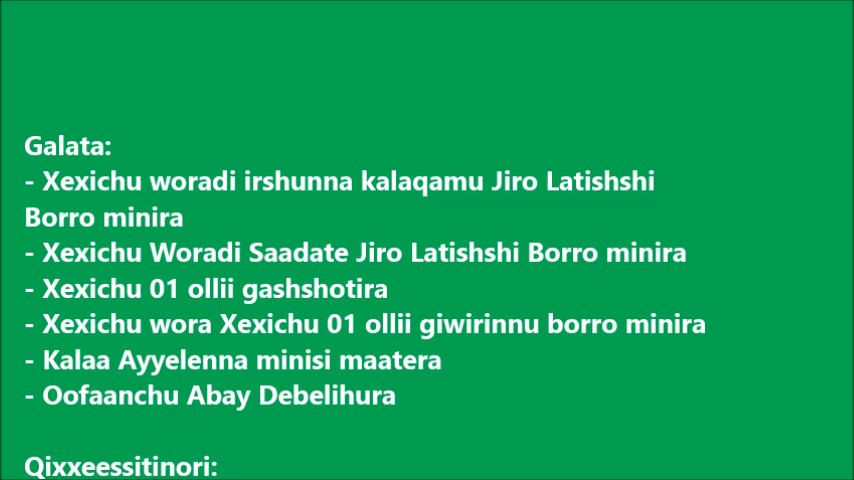 Galata:
- Xexichu woradi irshunna kalaqamu Jiro Latishshi
Borro minira
- Xexichu Woradi Saadate Jiro Latishshi Borro minira
- Xexichu 01 ollii gashshotira
- Xexichu wora Xexichu 01 ollii giwirinnu borro minira
- Kalaa Ayyelenna minisi maatera
- Oofaanchu Abay Debelihura
Qixxeessitinori: